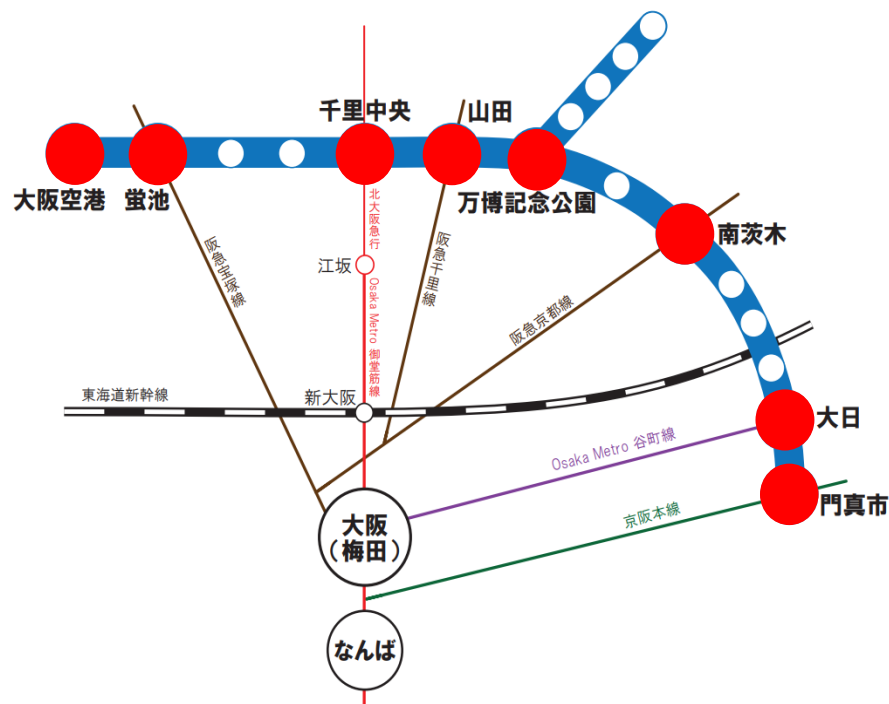 千里中央
山田
大阪空港
蛍池
万博記念公園
南茨木
北大阪急行
江坂
阪急宝塚線
阪急千里線
Osaka Metro 御堂筋線
阪急京都線
東海道新幹線
新大阪
大日
Osaka Metro 谷町線
門真市
大阪
（梅田）
京阪本線
なんば